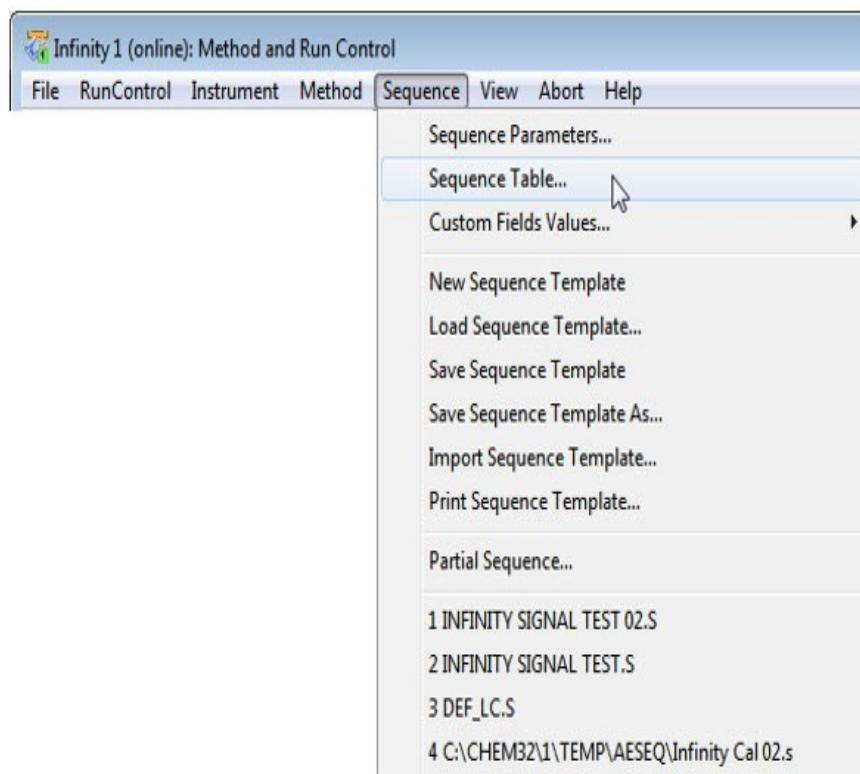 Infinity 1 (online): Method and Run Control
File RunControl Instrument Method Sequence View Abort Help
Sequence Parameters...
Sequence Table...
Custom Fields Values...
New Sequence Template
Load Sequence Template...
Save Sequence Template
Save Sequence Template As...
Import Sequence Template...
Print Sequence Template...
Partial Sequence...
1 INFINITY SIGNAL TEST 02.S
2 INFINITY SIGNAL TEST.S
3 DEF_LC.S
4 C:\CHEM32\1\TEMP\AESEQ\Infinity Cal 02.s